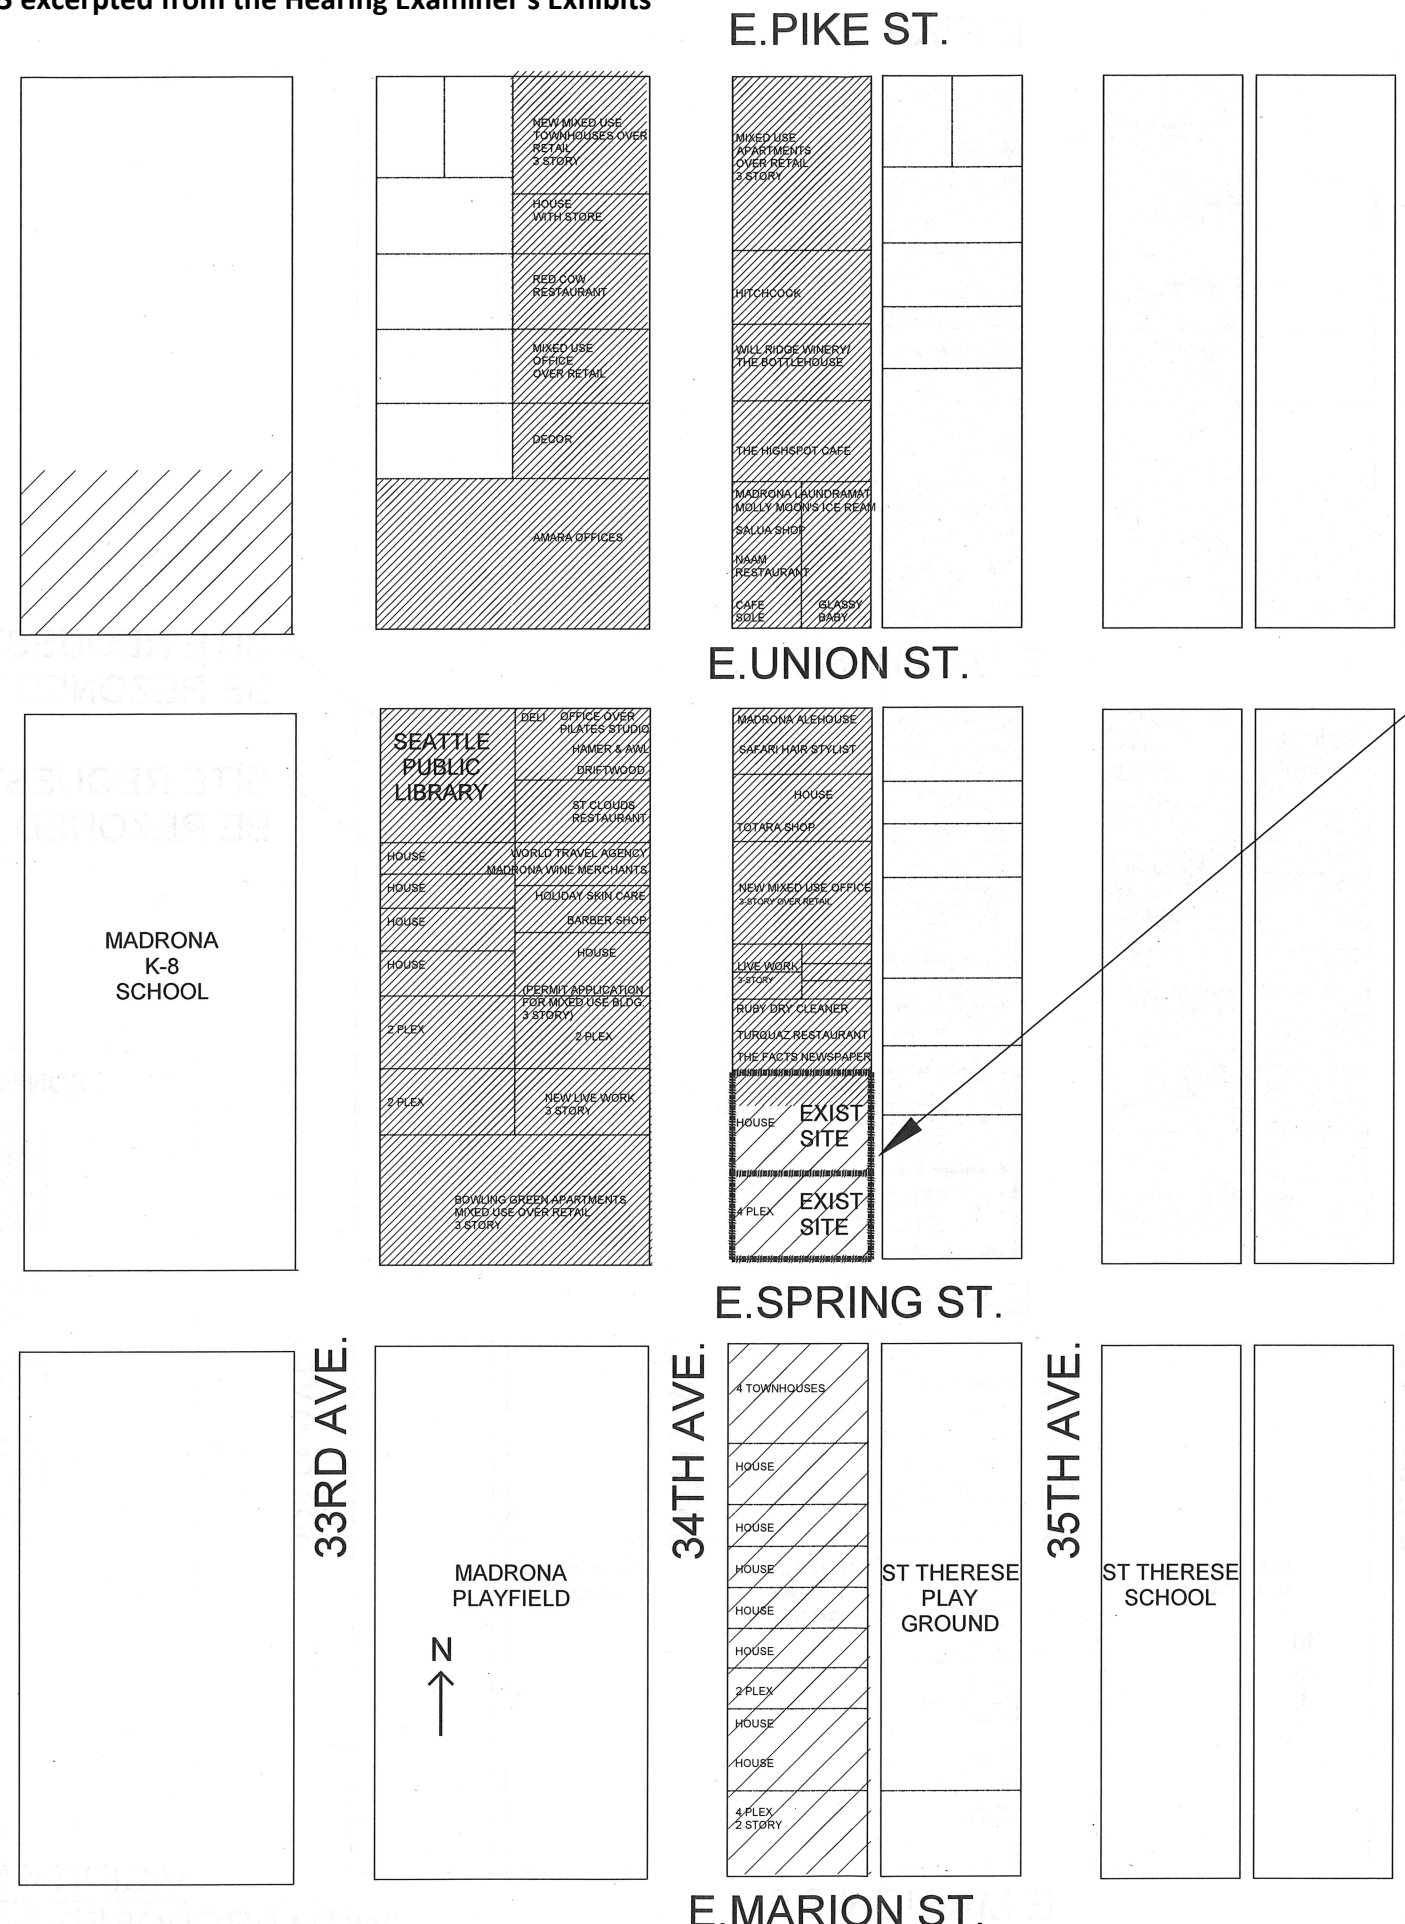 3 excerpted from the Hearing Examiner's Exhibits
E.PIKE ST.
NEW MIXED USE
TOWNHOUSES OVER
RETAIL
3 STORY
HOUSE
WITH STORE
RED COW
RESTAURANT
MIXED USE
OFFICE
OVER RETAIL
DECOR
AMARA OFFICES
MIXED USE
APARTMENTS
OVER RETAIL
3 STORY
HITCHCOCK
WILL RIDGE WINERY/
THE BOTTLEHOUSE
THE HIGHSPOT CAFE
MADRONA LAUNDRAMAT
MOLLY MOON'S ICE REAM
SALUA SHOP
NAAM
RESTAURANT
CAFE
SOLE
GLASSY
BABY
E.UNION ST.
MADRONA
K-8
SCHOOL
SEATTLE
PUBLIC
LIBRARY
HOUSE
HOUSE
HOUSE
HOUSE
2 PLEX
2 PLEX
DELI
OFFICE OVER
PILATES STUDIO
HAMER & AWL
DRIFTWOOD
ST CLOUDS
RESTAURANT
WORLD TRAVEL AGENCY
MADRONA WINE MERCHANTS
HOLIDAY SKIN CARE
BARBER SHOP
HOUSE
(PERMIT APPLICATION
FOR MIXED USE BLDG.
3 STORY)
2 PLEX
NEW LIVE WORK
3 STORY
BOWLING GREEN APARTMENTS
MIXED USE OVER RETAIL
3 STORY
MADRONA ALEHOUSE
SAFARI HAIR STYLIST
HOUSE
TOTARA SHOP
NEW MIXED USE OFFICE
3-STORY OVER RETAIL
LIVE WORK
3-STORY
RUBY DRY CLEANER
TURQUAZ RESTAURANT
THE FACTS NEWSPAPER
HOUSE
EXIST
SITE
4 PLEX
EXIST
SITE
E.SPRING ST.
33RD AVE.
34TH AVE.
35TH AVE.
MADRONA
PLAYFIELD
N
4 TOWNHOUSES
HOUSE
HOUSE
HOUSE
HOUSE
HOUSE
2 PLEX
HOUSE
HOUSE
4 PLEX
2 STORY
ST THERESE
PLAY
GROUND
ST THERESE
SCHOOL
E.MARION ST.